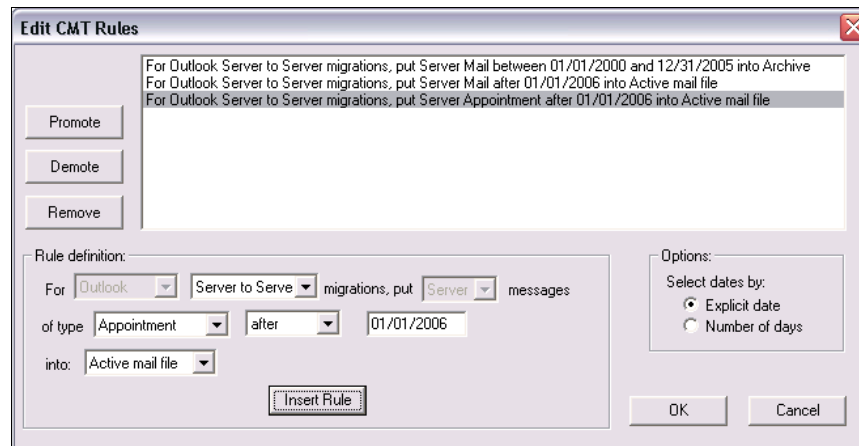 Edit CMT Rules
For Outlook Server to Server migrations, put Server Mail between 01/01/2000 and 12/31/2005 into Archive
For Outlook Server to Server migrations, put Server Mail after 01/01/2006 into Active mail file
For Outlook Server to Server migrations, put Server Appointment after 01/01/2006 into Active mail file
Promote
Demote
Remove
Rule definition:
For Outlook Server to Serve migrations, put Server messages
of type Appointment after 01/01/2006
into: Active mail file
Insert Rule
Options:
Select dates by:
Explicit date
Number of days
OK Cancel